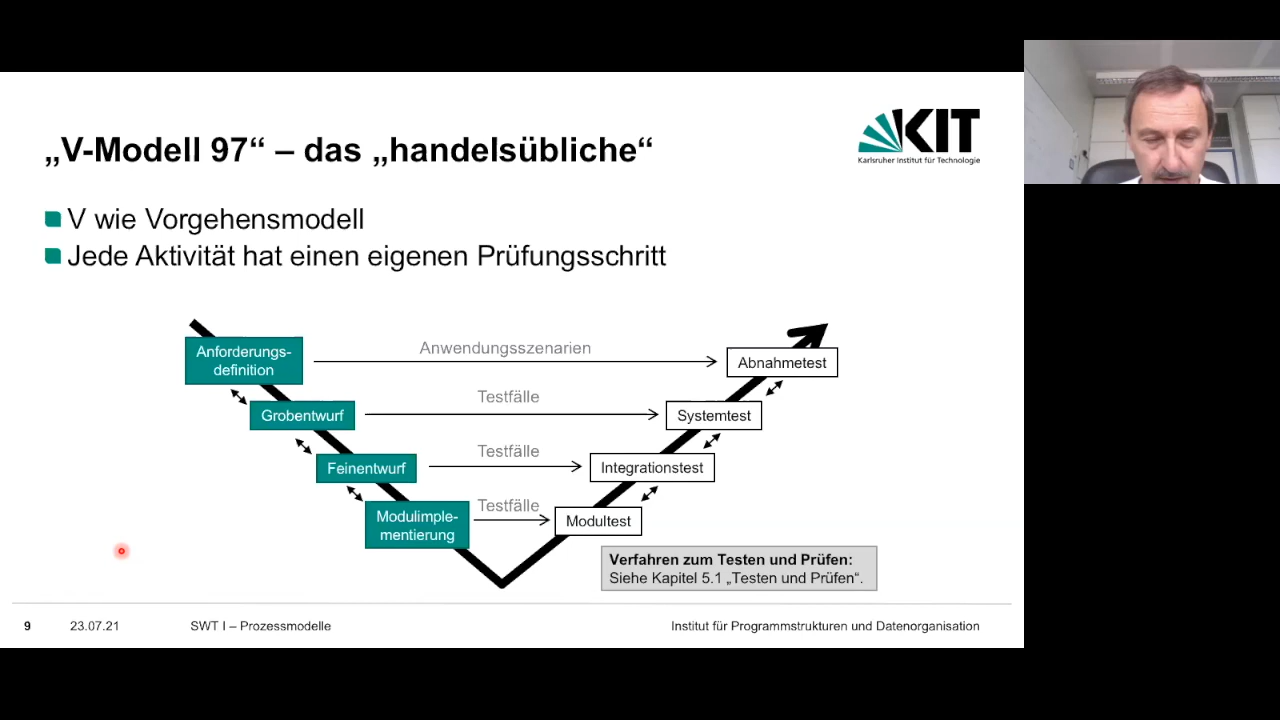 „V-Modell 97“ – das „handelsübliche“
KIT
Karlsruher Institut für Technologie
V wie Vorgehensmodell
Jede Aktivität hat einen eigenen Prüfungsschritt
Anforderungs-
definition
Anwendungsszenarien
Abnahmetest
Grobentwurf
Testfälle
Systemtest
Feinentwurf
Testfälle
Integrationstest
Modulimple-
mentierung
Testfälle
Modultest
Verfahren zum Testen und Prüfen:
Siehe Kapitel 5.1 „Testen und Prüfen“.
9
23.07.21
SWT I – Prozessmodelle
Institut für Programmstrukturen und Datenorganisation